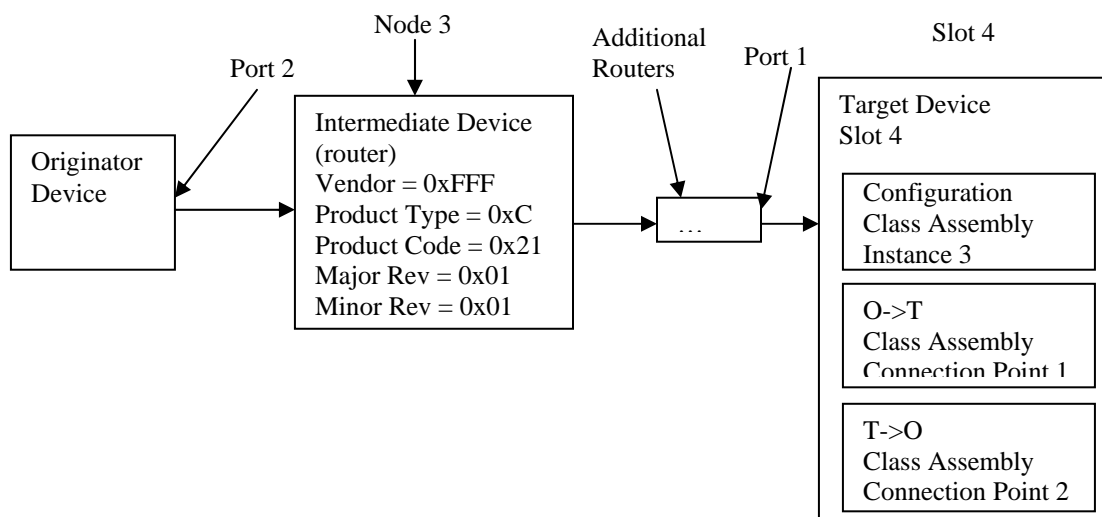 Node 3
Port 2
Additional
Routers
Port 1
Slot 4
Originator
Device
Intermediate Device
(router)
Vendor = 0xFFF
Product Type = 0xC
Product Code = 0x21
Major Rev = 0x01
Minor Rev = 0x01
...
Target Device
Slot 4
Configuration
Class Assembly
Instance 3
O->T
Class Assembly
Connection Point 1
T->O
Class Assembly
Connection Point 2